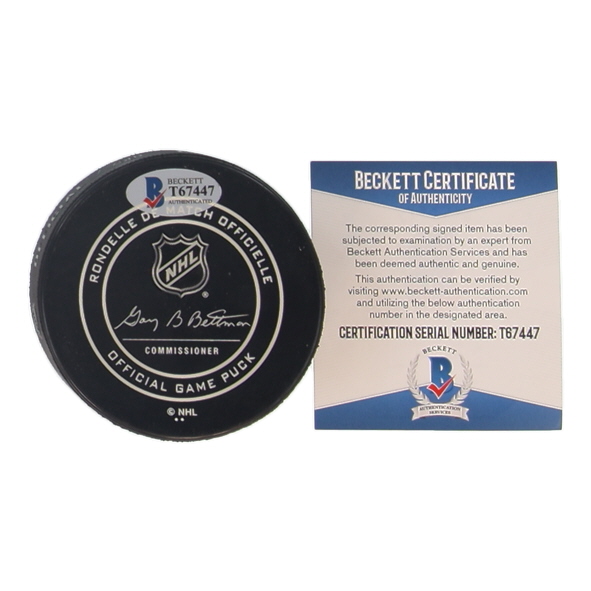 BECKETT
T67447
AUTHENTICATED
B
RONDELLE DE MATCH OFFICIELLE
NHL
®
Gary B Bettman
COMMISSIONER
OFFICIAL GAME PUCK
© NHL
BECKETT CERTIFICATE
OF AUTHENTICITY
The corresponding signed item has been
subjected to examination by an expert from
Beckett Authentication Services and has
been deemed authentic and genuine.
This authentication can be verified by
visiting www.beckett-authentication.com
and utilizing the below authentication
number in the designated area.
CERTIFICATION SERIAL NUMBER: T67447
BECKETT
B
AUTHENTICATION
SERVICES